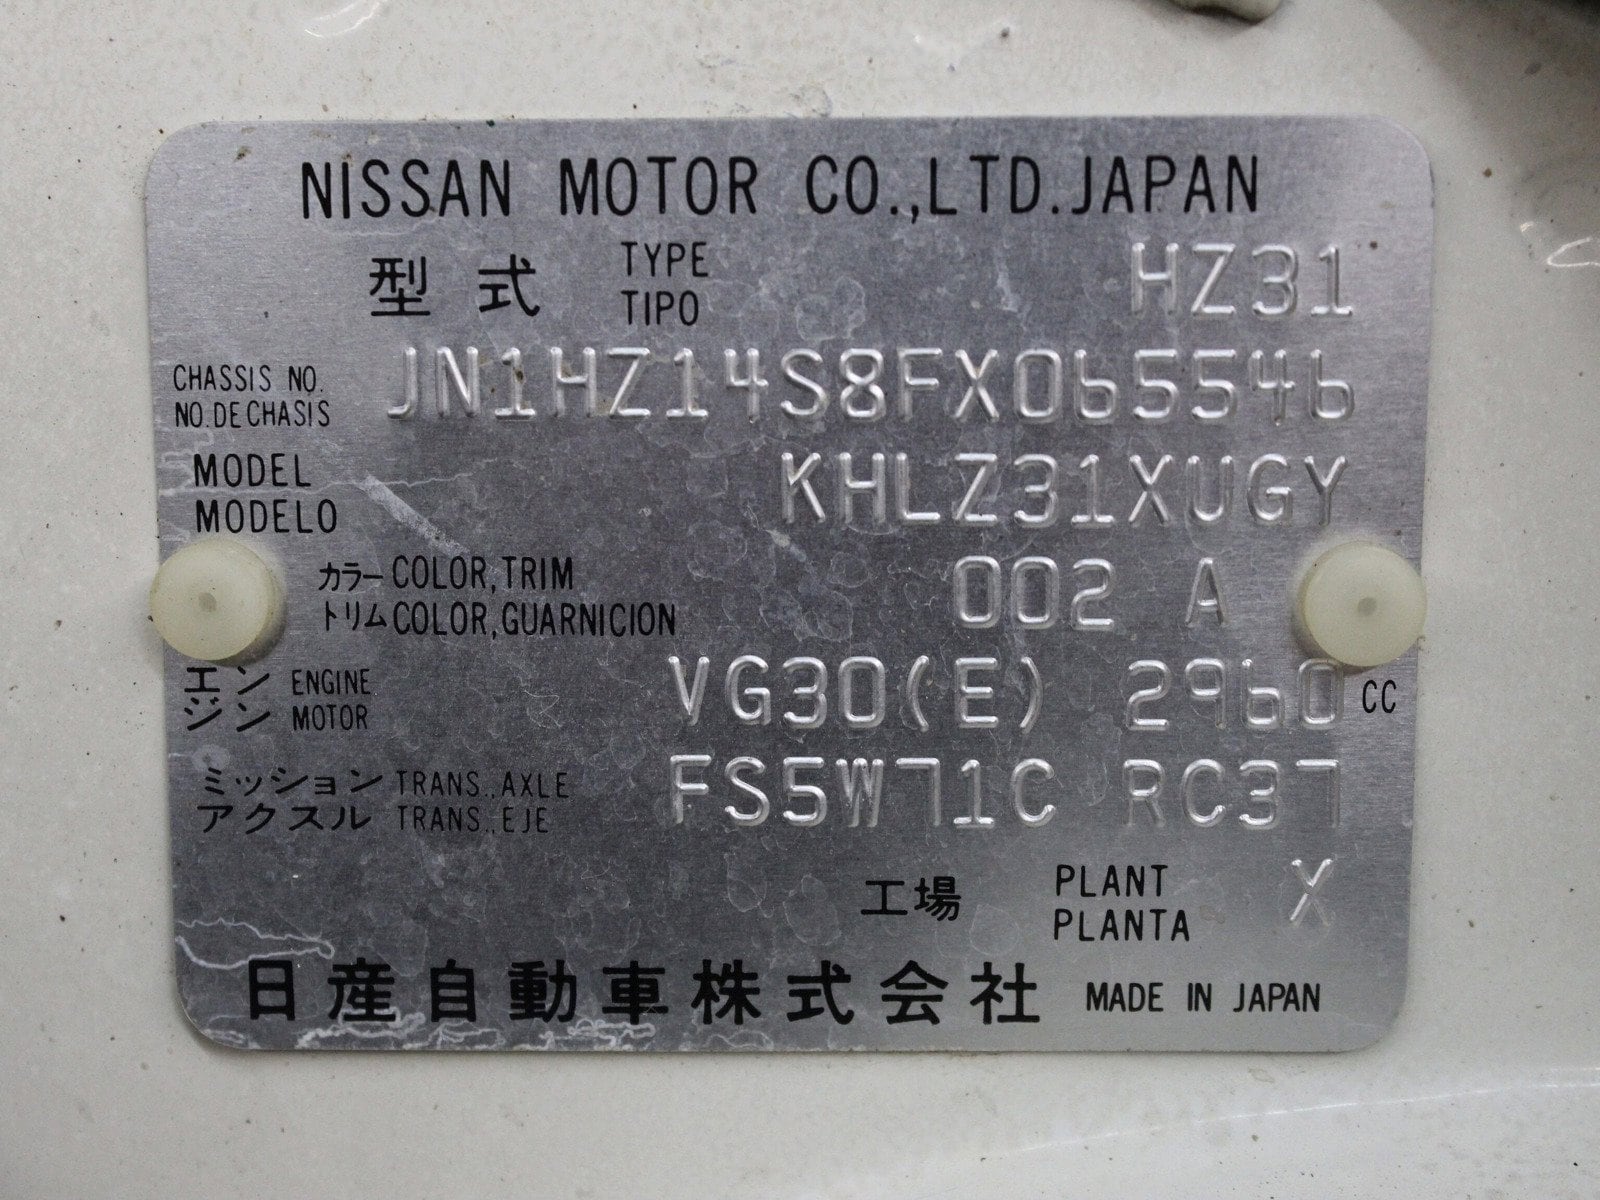 NISSAN MOTOR CO.,LTD.JAPAN
型式 TYPE HZ31
TIPO
CHASSIS NO. JN1HZ14S8FX065546
NO.DE CHASIS
MODEL KHLZ31XUGY
MODELO
カラー COLOR,TRIM 002 A
トリム COLOR,GUARNICION
エン ENGINE VG30(E) 2960 CC
ジン MOTOR
ミッション TRANS.,AXLE FS5W71C RC37
アクスル TRANS.,EJE
工場 PLANT X
PLANTA
日産自動車株式会社 MADE IN JAPAN